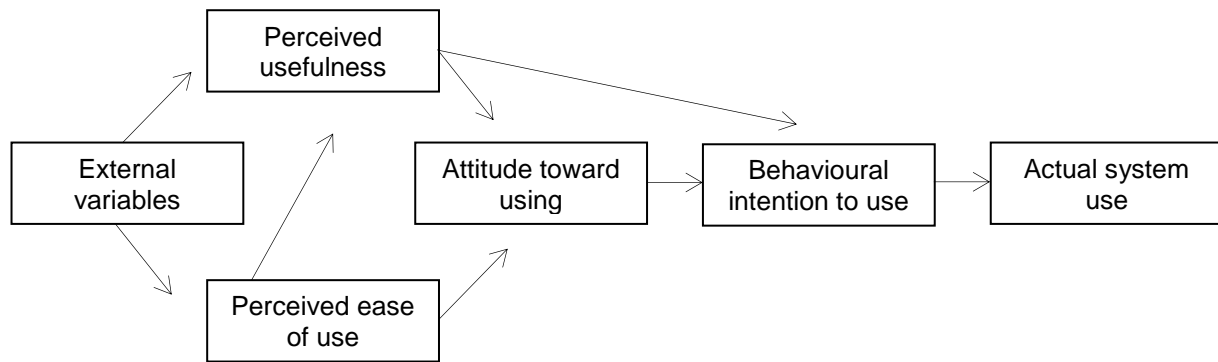 Perceived
usefulness
External
variables
Attitude toward
using
Behavioural
intention to use
Actual system
use
Perceived ease
of use